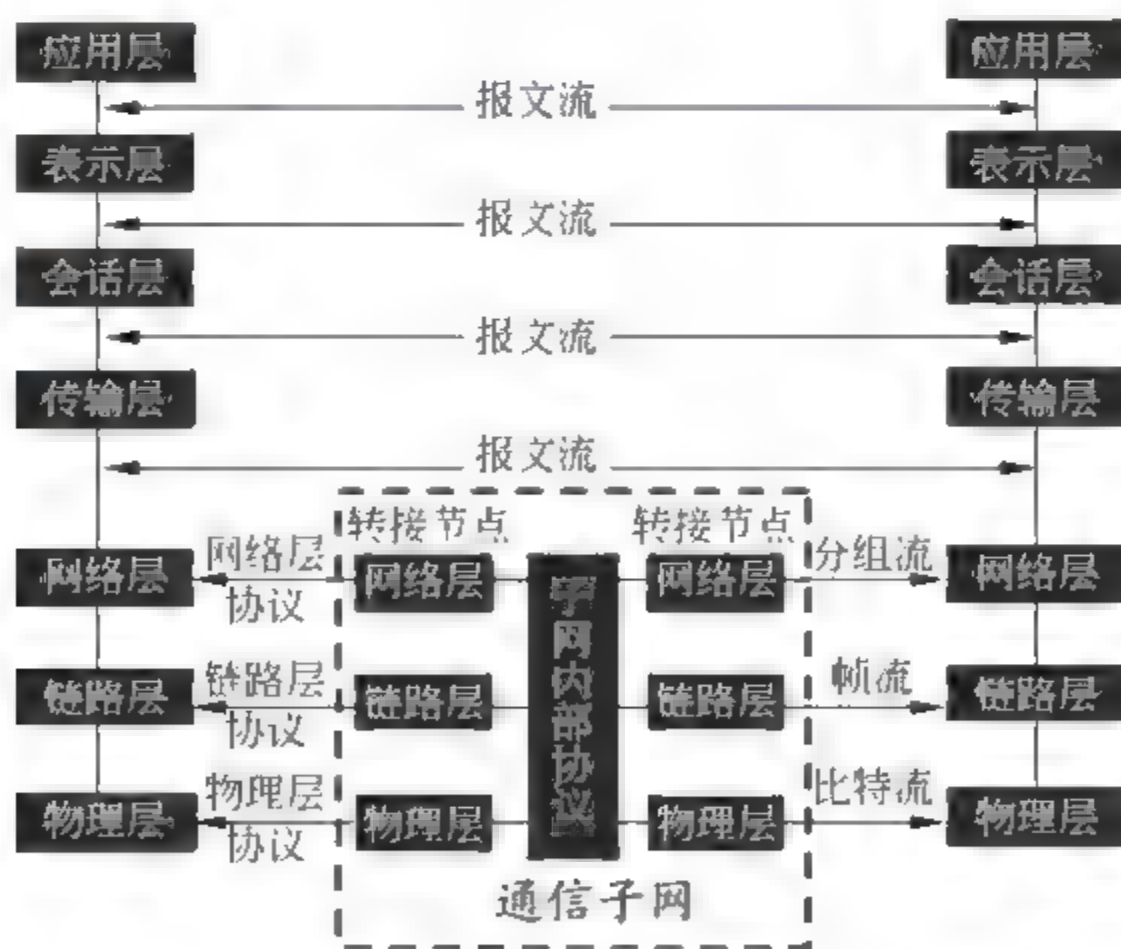 应用层
应用层
报文流
表示层
表示层
报文流
会话层
会话层
报文流
传输层
传输层
报文流
转接节点
转接节点
网络层
网络层
协议
网络层
子网内部协议
网络层
分组流
网络层
链路层
链路层
协议
链路层
链路层
帧流
链路层
物理层
物理层
协议
物理层
物理层
比特流
物理层
通信子网